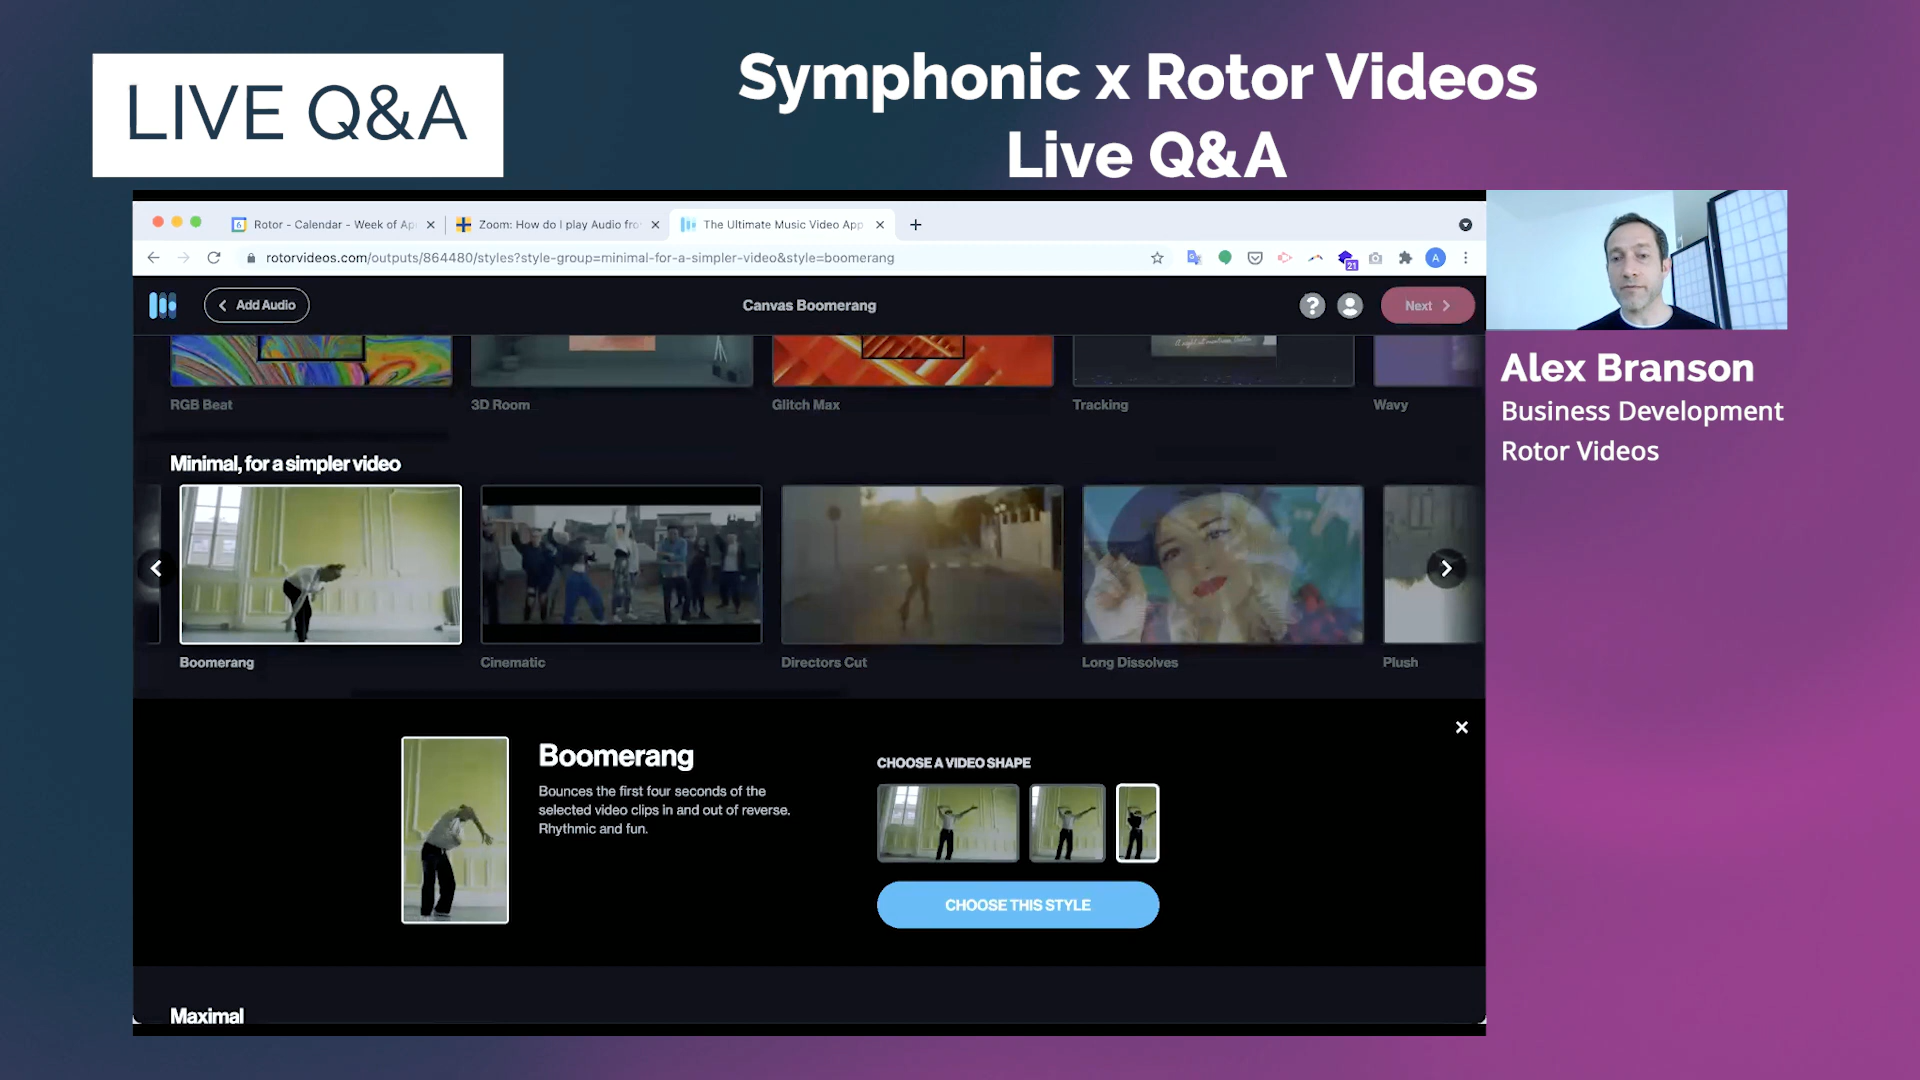 LIVE Q&A
Symphonic x Rotor Videos
Live Q&A
Rotor - Calendar - Week of Ap
Zoom: How do I play Audio fro
The Ultimate Music Video App
rotorvideos.com/outputs/864480/styles?style-group=minimal-for-a-simpler-video&style=boomerang
21
A
Add Audio
Canvas Boomerang
?
Next
RGB Beat
3D Room
Glitch Max
Tracking
Wavy
Minimal, for a simpler video
Boomerang
Cinematic
Directors Cut
Long Dissolves
Plush
Boomerang
Bounces the first four seconds of the
selected video clips in and out of reverse.
Rhythmic and fun.
CHOOSE A VIDEO SHAPE
CHOOSE THIS STYLE
Maximal
Alex Branson
Business Development
Rotor Videos